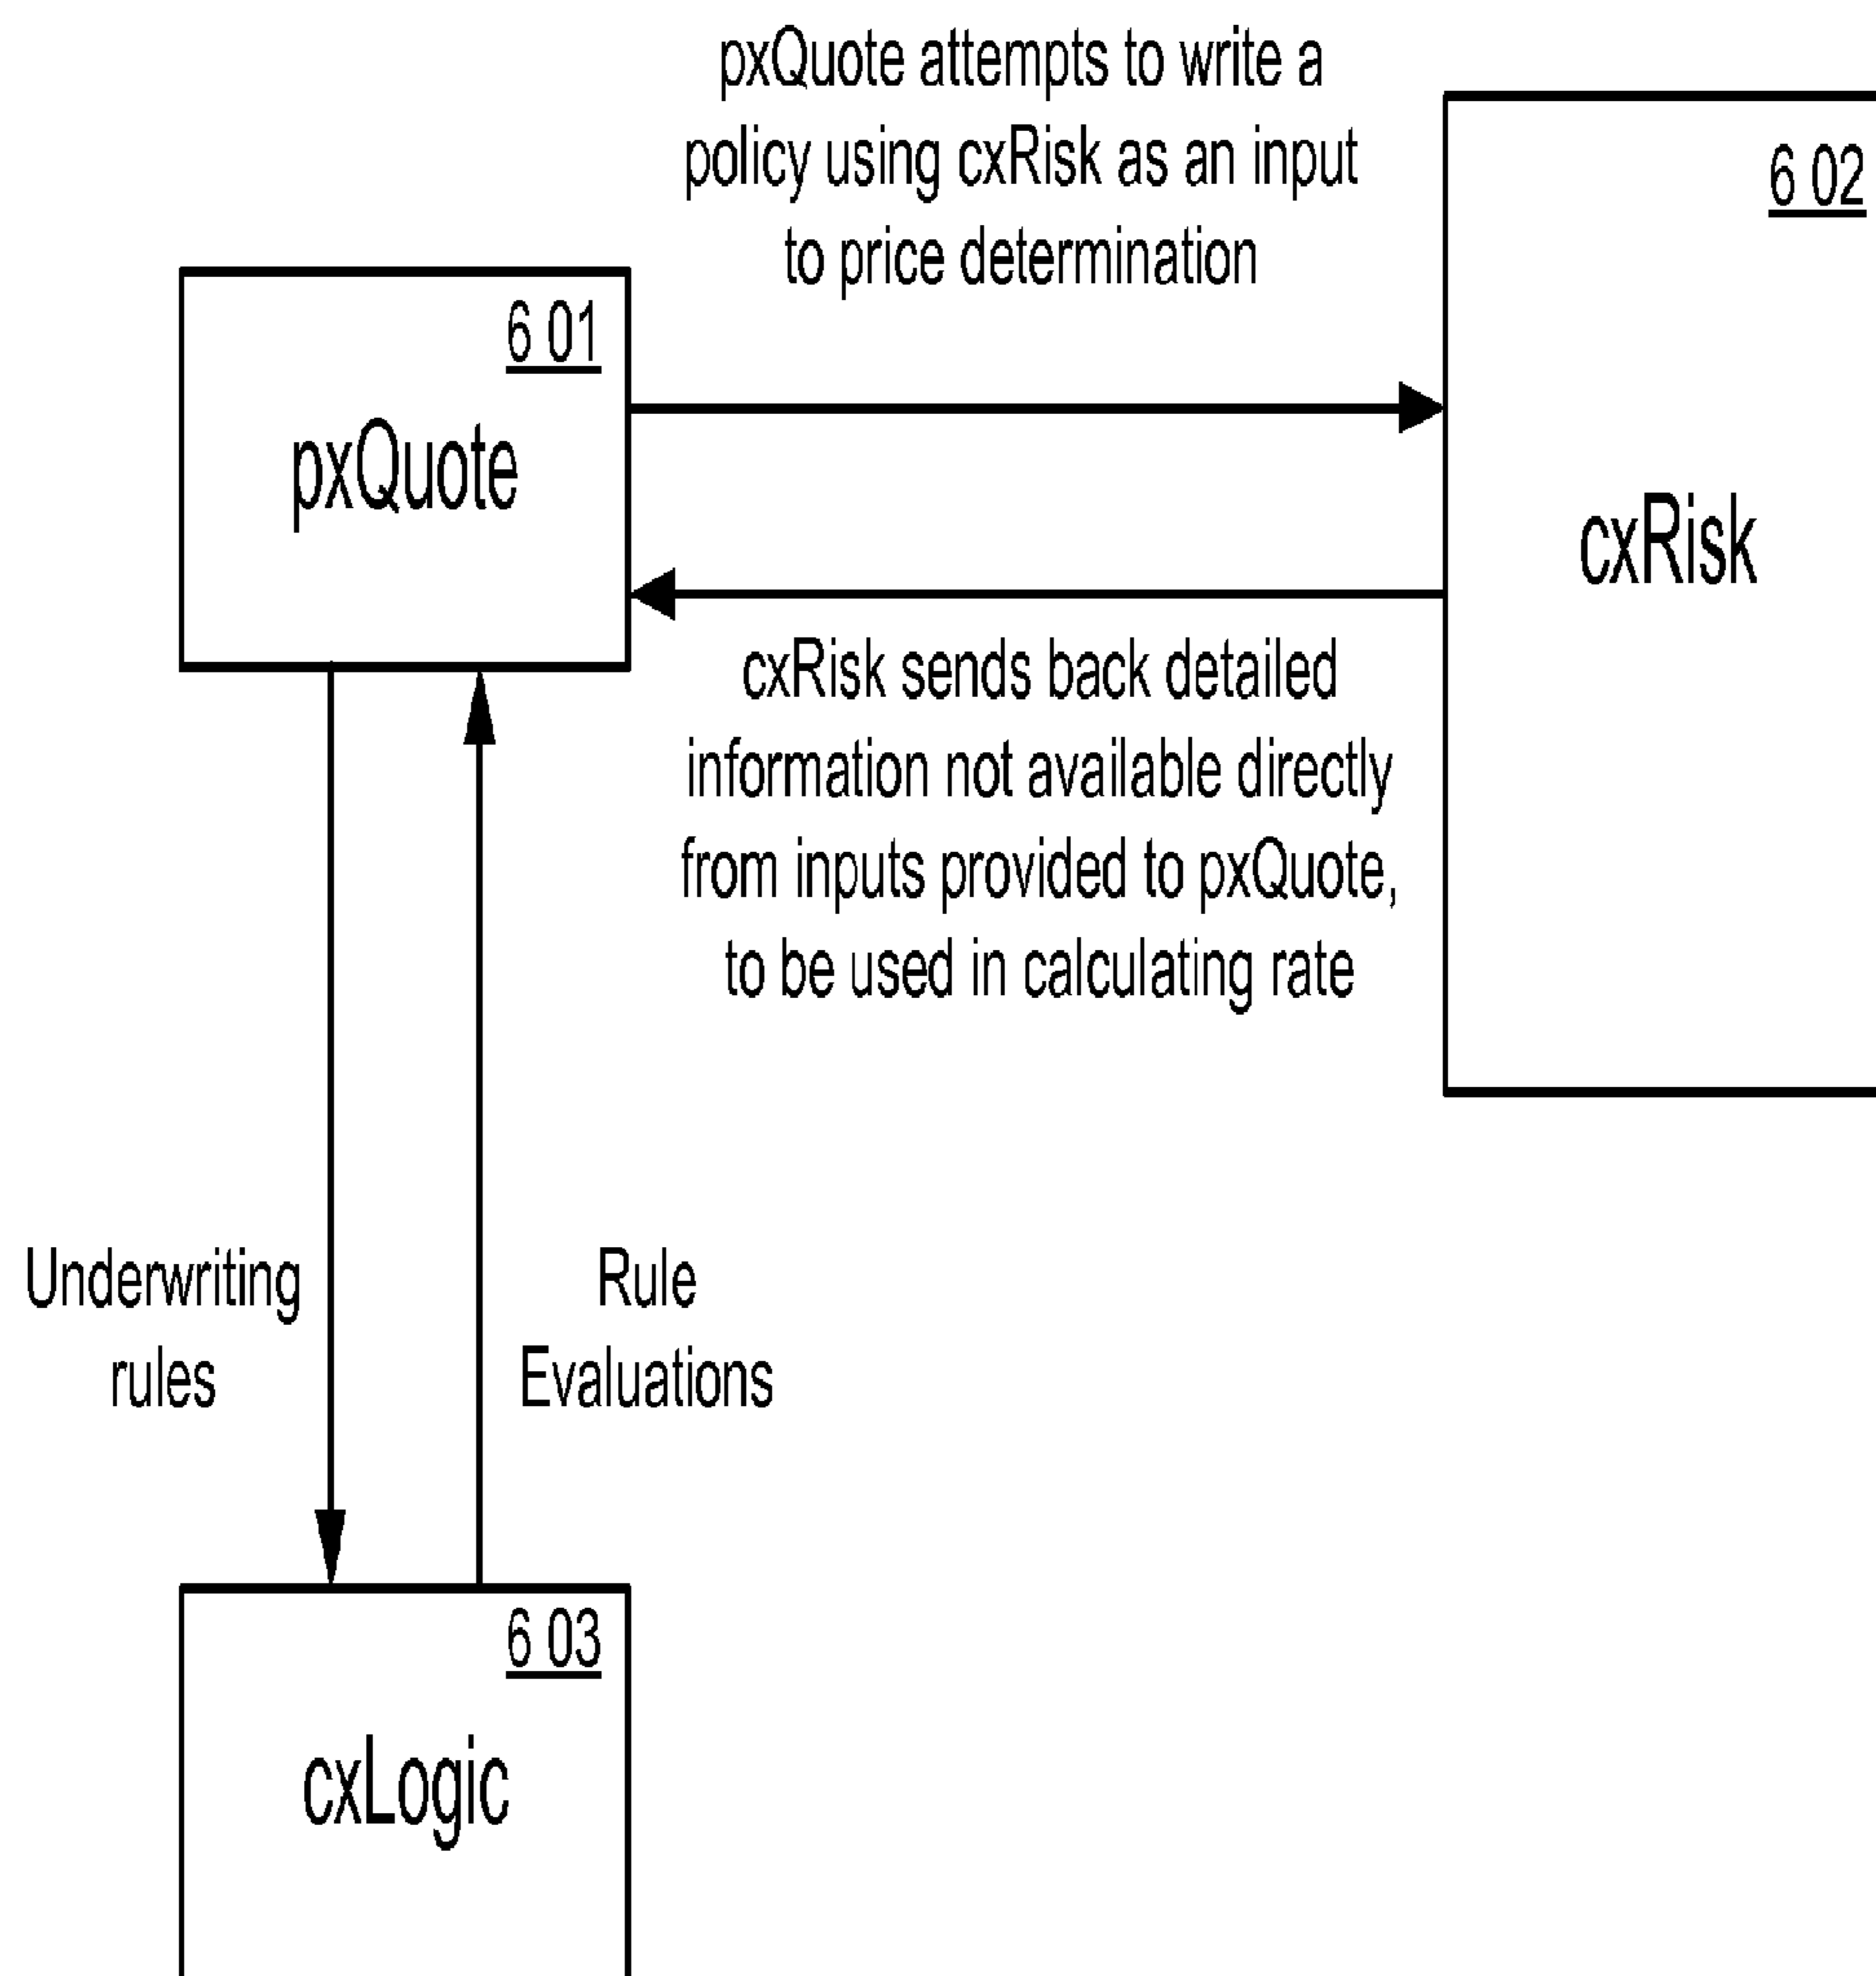 pxQuote attempts to write a
policy using cxRisk as an input
to price determination
6 02
6 01
pxQuote
cxRisk
cxRisk sends back detailed
information not available directly
from inputs provided to pxQuote,
to be used in calculating rate
Underwriting
rules
Rule
Evaluations
6 03
cxLogic